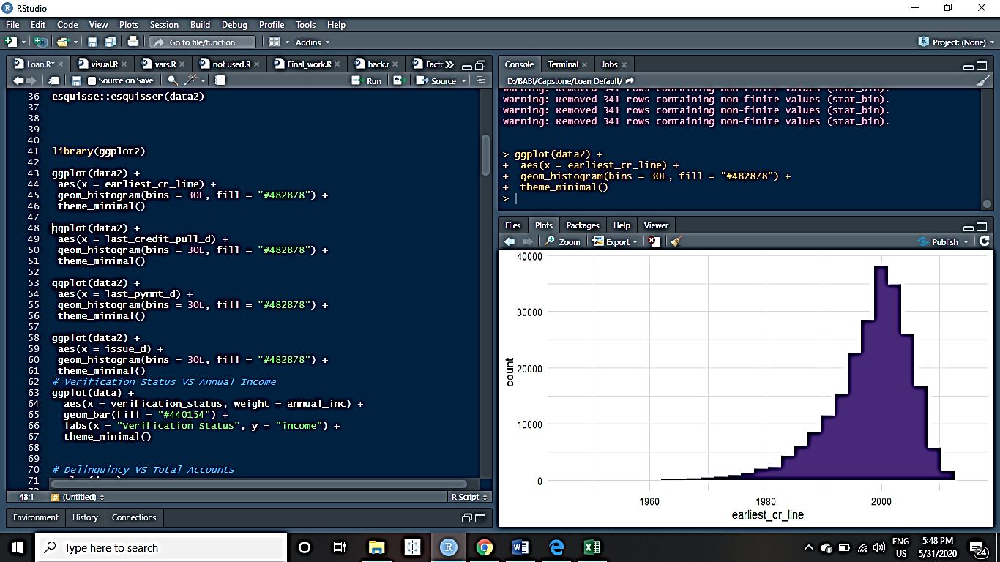 RStudio
File Edit Code View Plots Session Build Debug Profile Tools Help
Go to file/function Addins Project: (None)
Loan.R* visual.R vars.R not used.R Final_work.R hack.r Facto
Source on Save Run Source
36 esquisse::esquisser(data2)
37
38
39
40
41 library(ggplot2)
42
43 ggplot(data2) +
44 aes(x = earliest_cr_line) +
45 geom_histogram(bins = 30L, fill = "#482878") +
46 theme_minimal()
47
48 ggplot(data2) +
49 aes(x = last_credit_pull_d) +
50 geom_histogram(bins = 30L, fill = "#482878") +
51 theme_minimal()
52
53 ggplot(data2) +
54 aes(x = last_pymnt_d) +
55 geom_histogram(bins = 30L, fill = "#482878") +
56 theme_minimal()
57
58 ggplot(data2) +
59 aes(x = issue_d) +
60 geom_histogram(bins = 30L, fill = "#482878") +
61 theme_minimal()
62 # Verification Status VS Annual Income
63 ggplot(data) +
64 aes(x = verification_status, weight = annual_inc) +
65 geom_bar(fill = "#440154") +
66 labs(x = "Verification Status", y = "income") +
67 theme_minimal()
68
69
70 # Delinquincy VS Total Accounts
71
48:1 (Untitled) R Script
Environment History Connections
Console Terminal Jobs
D:/BABI/Capstone/Loan Default/
Warning: Removed 341 rows containing non-finite values (stat_bin).
Warning: Removed 341 rows containing non-finite values (stat_bin).
Warning: Removed 341 rows containing non-finite values (stat_bin).
Warning: Removed 341 rows containing non-finite values (stat_bin).
> ggplot(data2) +
+ aes(x = earliest_cr_line) +
+ geom_histogram(bins = 30L, fill = "#482878") +
+ theme_minimal()
>
Files Plots Packages Help Viewer
Zoom Export Publish
40000
30000
20000
10000
0
count
1960 1980 2000
earliest_cr_line
Type here to search
ENG
US
5:48 PM
5/31/2020
24